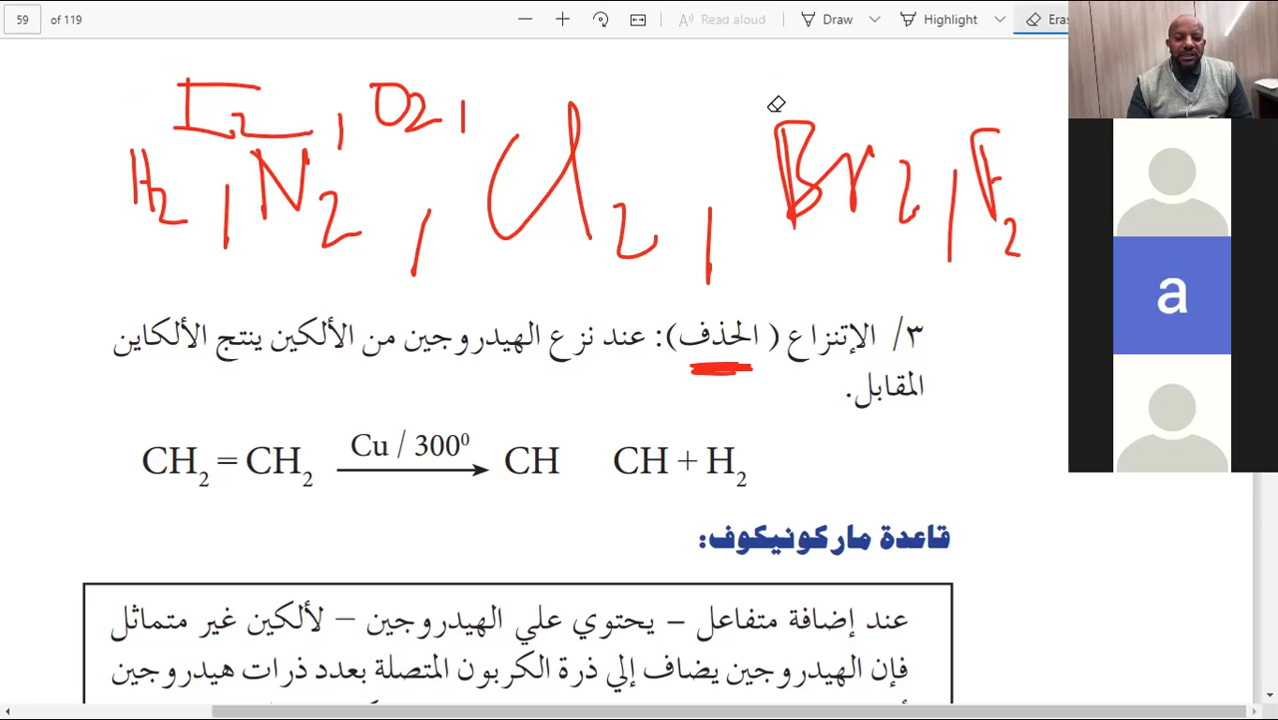 59 of 119 Read aloud Draw Highlight Eras
I2 , O2 ,
H2 , N2 , Cl2 , Br2 , F2
٣/ الإتنزاع ( الحذف): عند نزع الهيدروجين من الألكين ينتج الألكاين
المقابل.
CH₂ = CH₂ Cu / 300⁰ CH CH + H₂
قاعدة ماركونيكوف:
عند إضافة متفاعل – يحتوي علي الهيدروجين – لألكين غير متماثل
فإن الهيدروجين يضاف إلي ذرة الكربون المتصلة بعدد ذرات هيدروجين
a